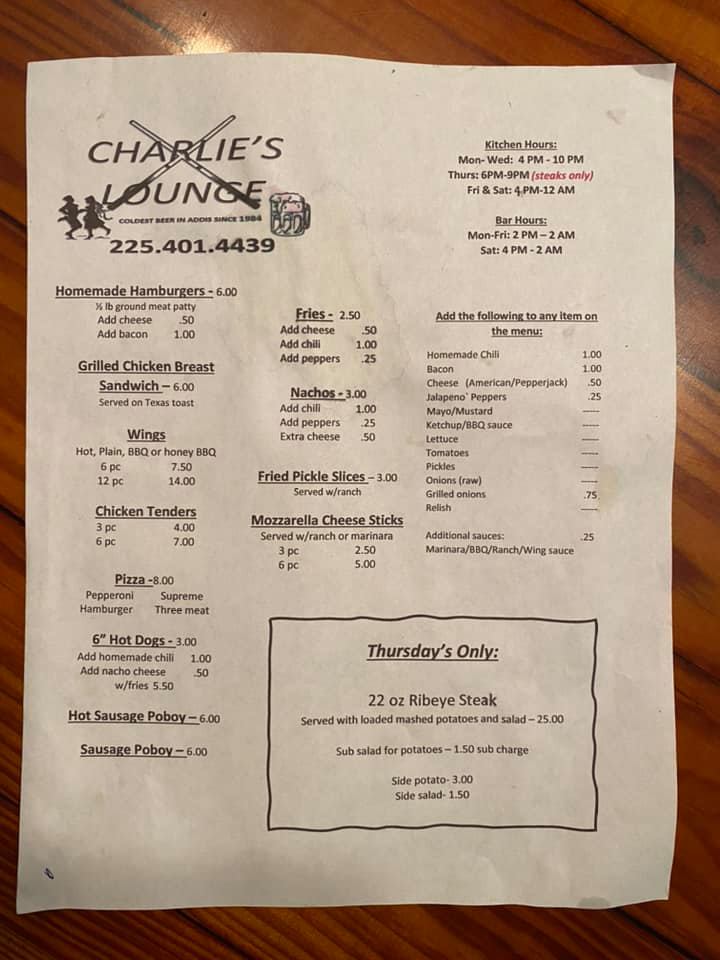 CHARLIE'S
LOUNGE
COLDEST BEER IN ADDIS SINCE 1984
225.401.4439
Kitchen Hours:
Mon- Wed: 4 PM - 10 PM
Thurs: 6PM-9PM (steaks only)
Fri & Sat: 4 PM-12 AM
Bar Hours:
Mon-Fri: 2 PM – 2 AM
Sat: 4 PM - 2 AM
Homemade Hamburgers - 6.00
½ lb ground meat patty
Add cheese .50
Add bacon 1.00
Grilled Chicken Breast
Sandwich – 6.00
Served on Texas toast
Wings
Hot, Plain, BBQ or honey BBQ
6 pc 7.50
12 pc 14.00
Chicken Tenders
3 pc 4.00
6 pc 7.00
Pizza -8.00
Pepperoni Supreme
Hamburger Three meat
6" Hot Dogs - 3.00
Add homemade chili 1.00
Add nacho cheese .50
w/fries 5.50
Hot Sausage Poboy – 6.00
Sausage Poboy – 6.00
Fries - 2.50
Add cheese .50
Add chili 1.00
Add peppers .25
Nachos - 3.00
Add chili 1.00
Add peppers .25
Extra cheese .50
Fried Pickle Slices – 3.00
Served w/ranch
Mozzarella Cheese Sticks
Served w/ranch or marinara
3 pc 2.50
6 pc 5.00
Add the following to any item on
the menu:
Homemade Chili 1.00
Bacon 1.00
Cheese (American/Pepperjack) .50
Jalapeno` Peppers .25
Mayo/Mustard -----
Ketchup/BBQ sauce -----
Lettuce -----
Tomatoes -----
Pickles -----
Onions (raw) -----
Grilled onions .75
Relish -----
Additional sauces: .25
Marinara/BBQ/Ranch/Wing sauce
Thursday's Only:
22 oz Ribeye Steak
Served with loaded mashed potatoes and salad – 25.00
Sub salad for potatoes – 1.50 sub charge
Side potato- 3.00
Side salad- 1.50